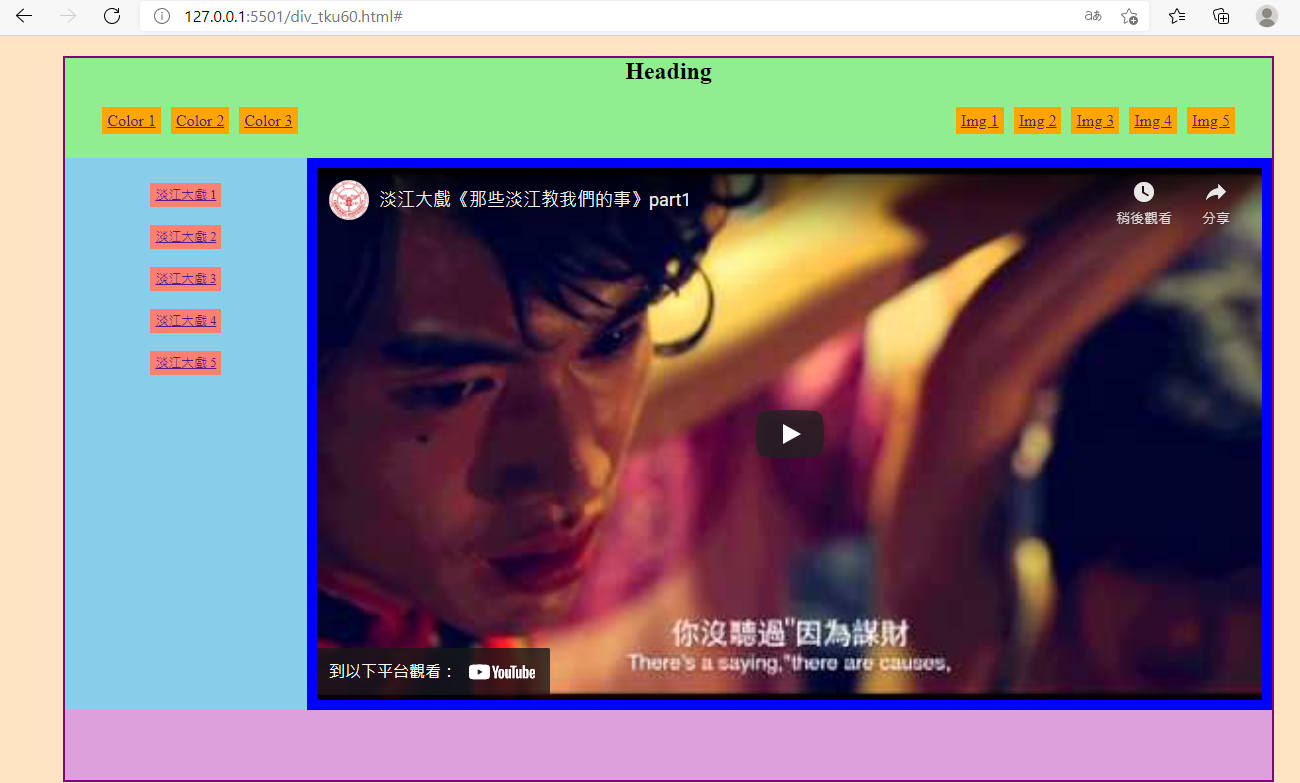 127.0.0.1:5501/div_tku60.html#
aあ
Heading
Color 1 Color 2 Color 3 Img 1 Img 2 Img 3 Img 4 Img 5
淡江大戲 1
淡江大戲 2
淡江大戲 3
淡江大戲 4
淡江大戲 5
淡江大戲《那些淡江教我們的事》part1
稍後觀看 分享
你沒聽過"因為謀財
There's a saying,"there are causes,
到以下平台觀看： YouTube